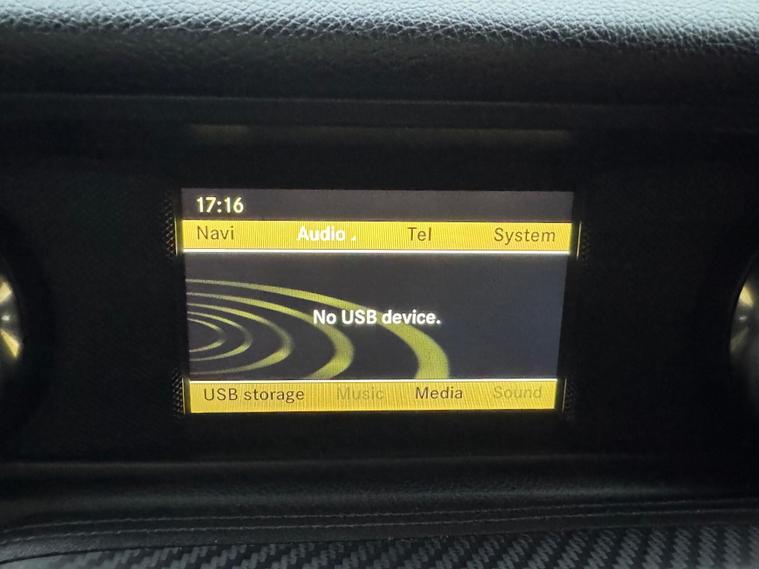 17:16
Navi Audio Tel System
No USB device.
USB storage Music Media Sound